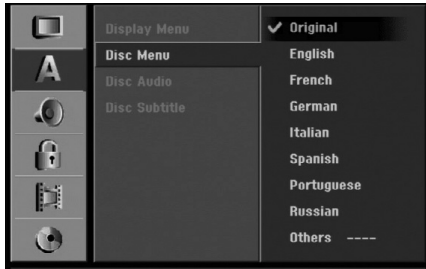 A
Display Menu
Disc Menu
Disc Audio
Disc Subtitle
Original
English
French
German
Italian
Spanish
Portuguese
Russian
Others ----